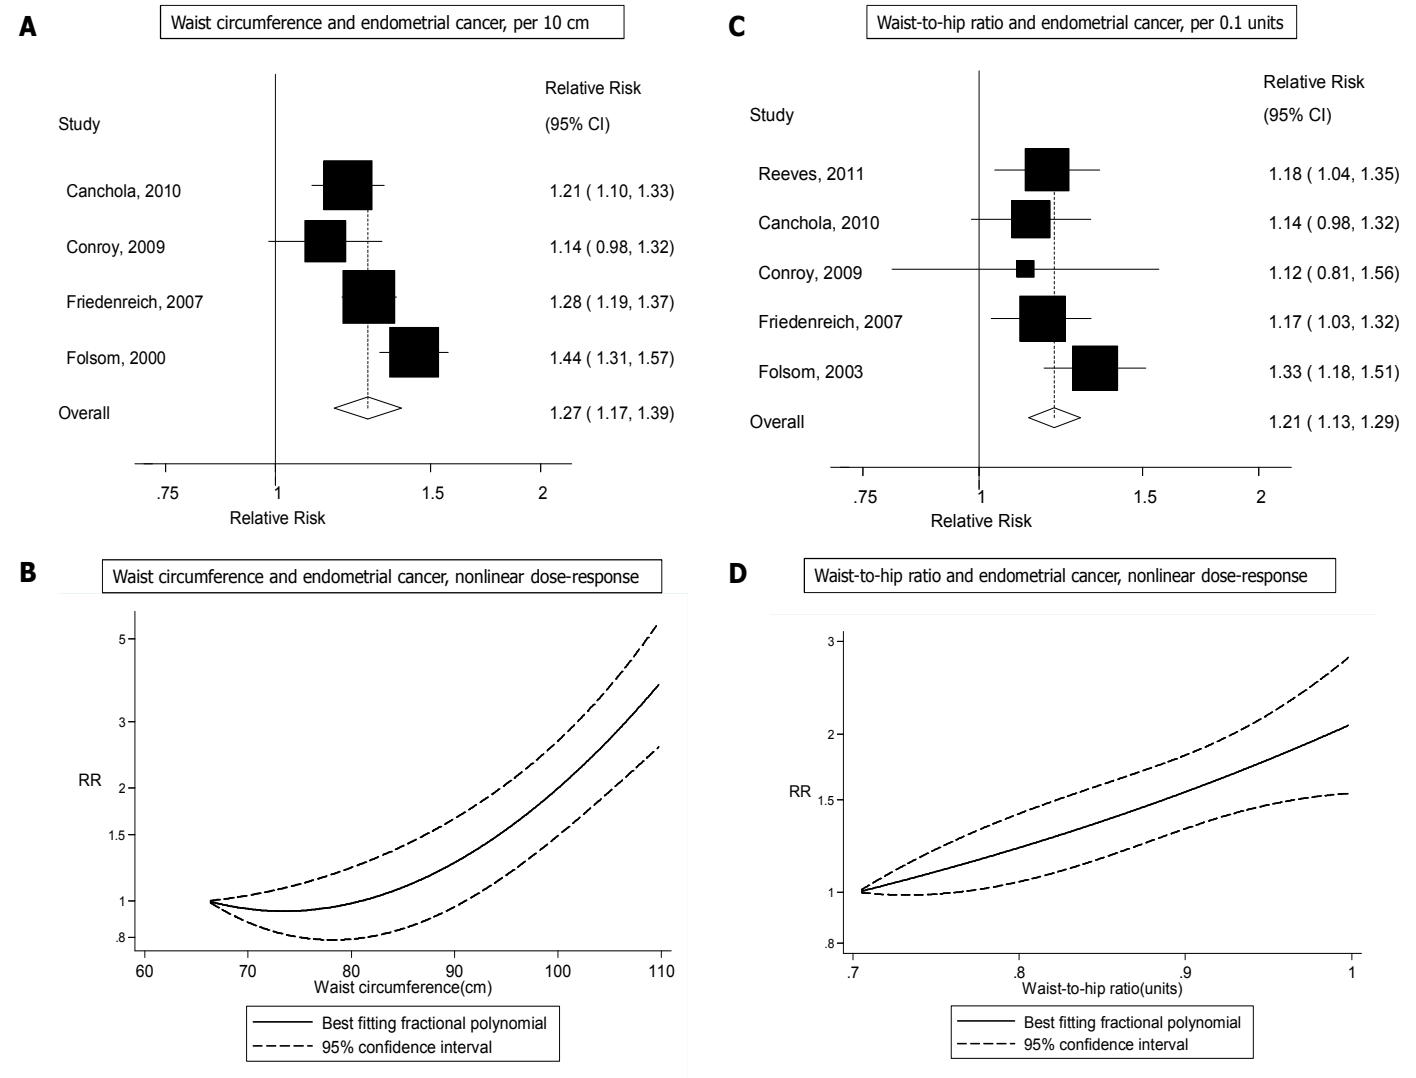 A
Waist circumference and endometrial cancer, per 10 cm
Relative Risk
Study
(95% CI)
Canchola, 2010
1.21 ( 1.10, 1.33)
Conroy, 2009
1.14 ( 0.98, 1.32)
Friedenreich, 2007
1.28 ( 1.19, 1.37)
Folsom, 2000
1.44 ( 1.31, 1.57)
Overall
1.27 ( 1.17, 1.39)
.75
1
1.5
2
Relative Risk
B
Waist circumference and endometrial cancer, nonlinear dose-response
5
3
RR
2
1.5
1
.8
60
70
80
90
100
110
Waist circumference(cm)
Best fitting fractional polynomial
95% confidence interval
C
Waist-to-hip ratio and endometrial cancer, per 0.1 units
Relative Risk
Study
(95% CI)
Reeves, 2011
1.18 ( 1.04, 1.35)
Canchola, 2010
1.14 ( 0.98, 1.32)
Conroy, 2009
1.12 ( 0.81, 1.56)
Friedenreich, 2007
1.17 ( 1.03, 1.32)
Folsom, 2003
1.33 ( 1.18, 1.51)
Overall
1.21 ( 1.13, 1.29)
.75
1
1.5
2
Relative Risk
D
Waist-to-hip ratio and endometrial cancer, nonlinear dose-response
3
2
RR
1.5
1
.8
.7
.8
.9
1
Waist-to-hip ratio(units)
Best fitting fractional polynomial
95% confidence interval